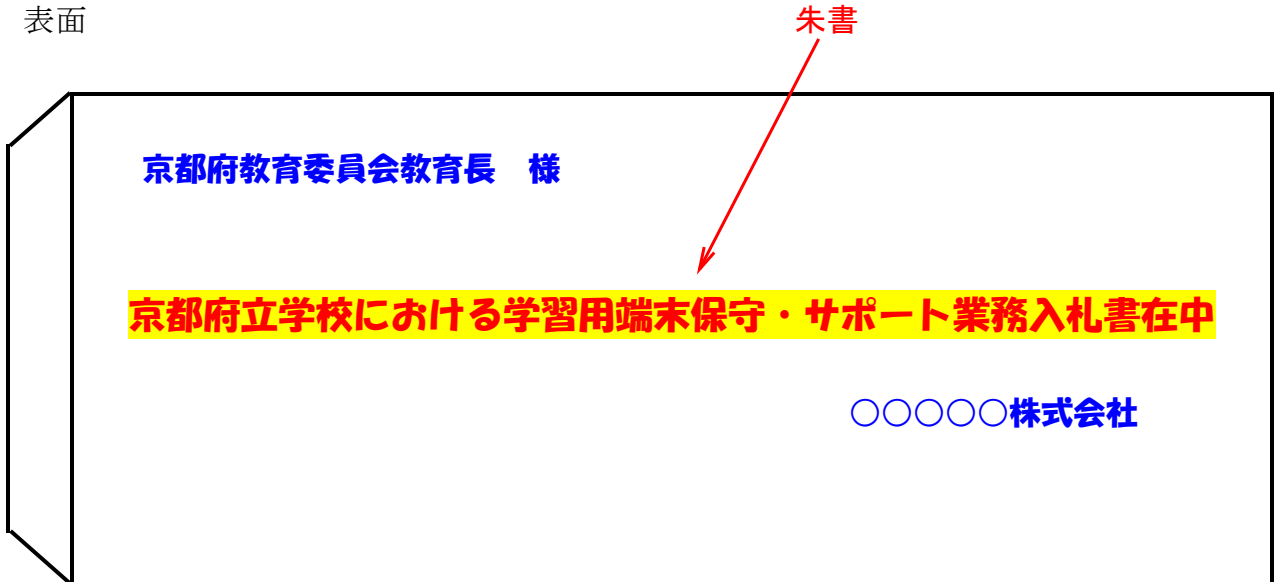 表面
朱書
京都府教育委員会教育長　様
京都府立学校における学習用端末保守・サポート業務入札書在中
○○○○○株式会社